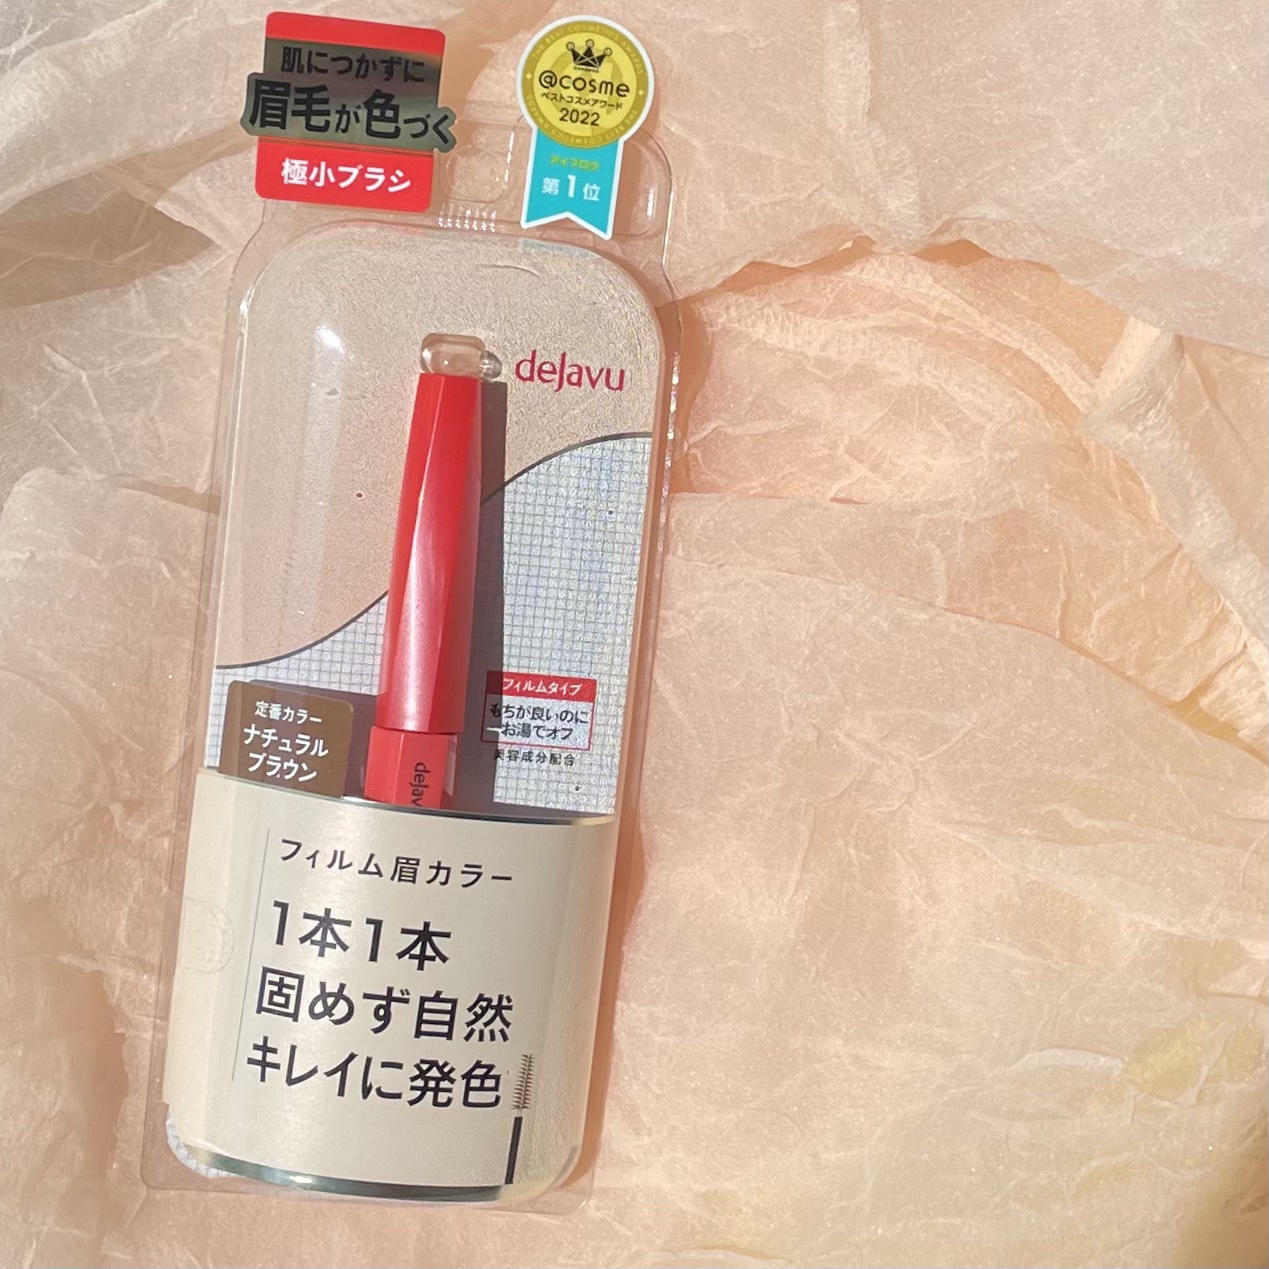 肌につかずに
眉毛が色づく
極小ブラシ
@cosme
ベストコスメアワード
2022
アイブロウ
第1位
dejavu
フィルムタイプ
もちが良いのに
お湯でオフ
美容成分配合
定番カラー
ナチュラル
ブラウン
フィルム眉カラー
1本1本
固めず自然
キレイに発色